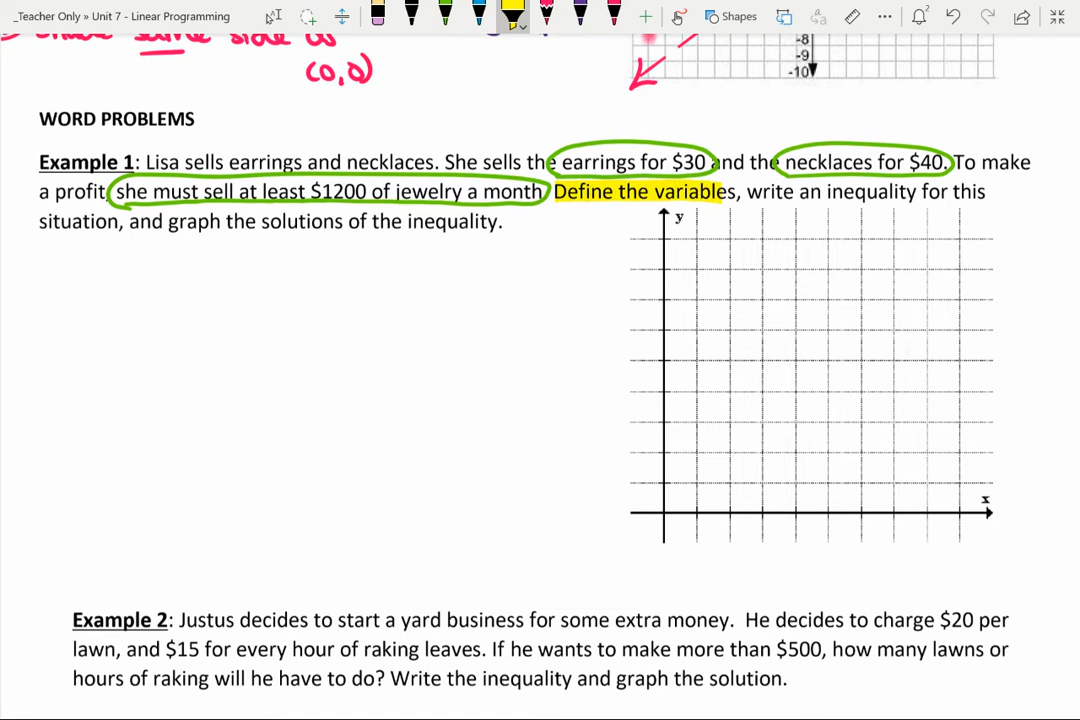 _Teacher Only » Unit 7 - Linear Programming
Shapes
2
side as
(0,0)
-8
-9
-10
WORD PROBLEMS
Example 1: Lisa sells earrings and necklaces. She sells the earrings for $30 and the necklaces for $40. To make
a profit, she must sell at least $1200 of jewelry a month. Define the variables, write an inequality for this
situation, and graph the solutions of the inequality.
y
x
Example 2: Justus decides to start a yard business for some extra money. He decides to charge $20 per
lawn, and $15 for every hour of raking leaves. If he wants to make more than $500, how many lawns or
hours of raking will he have to do? Write the inequality and graph the solution.